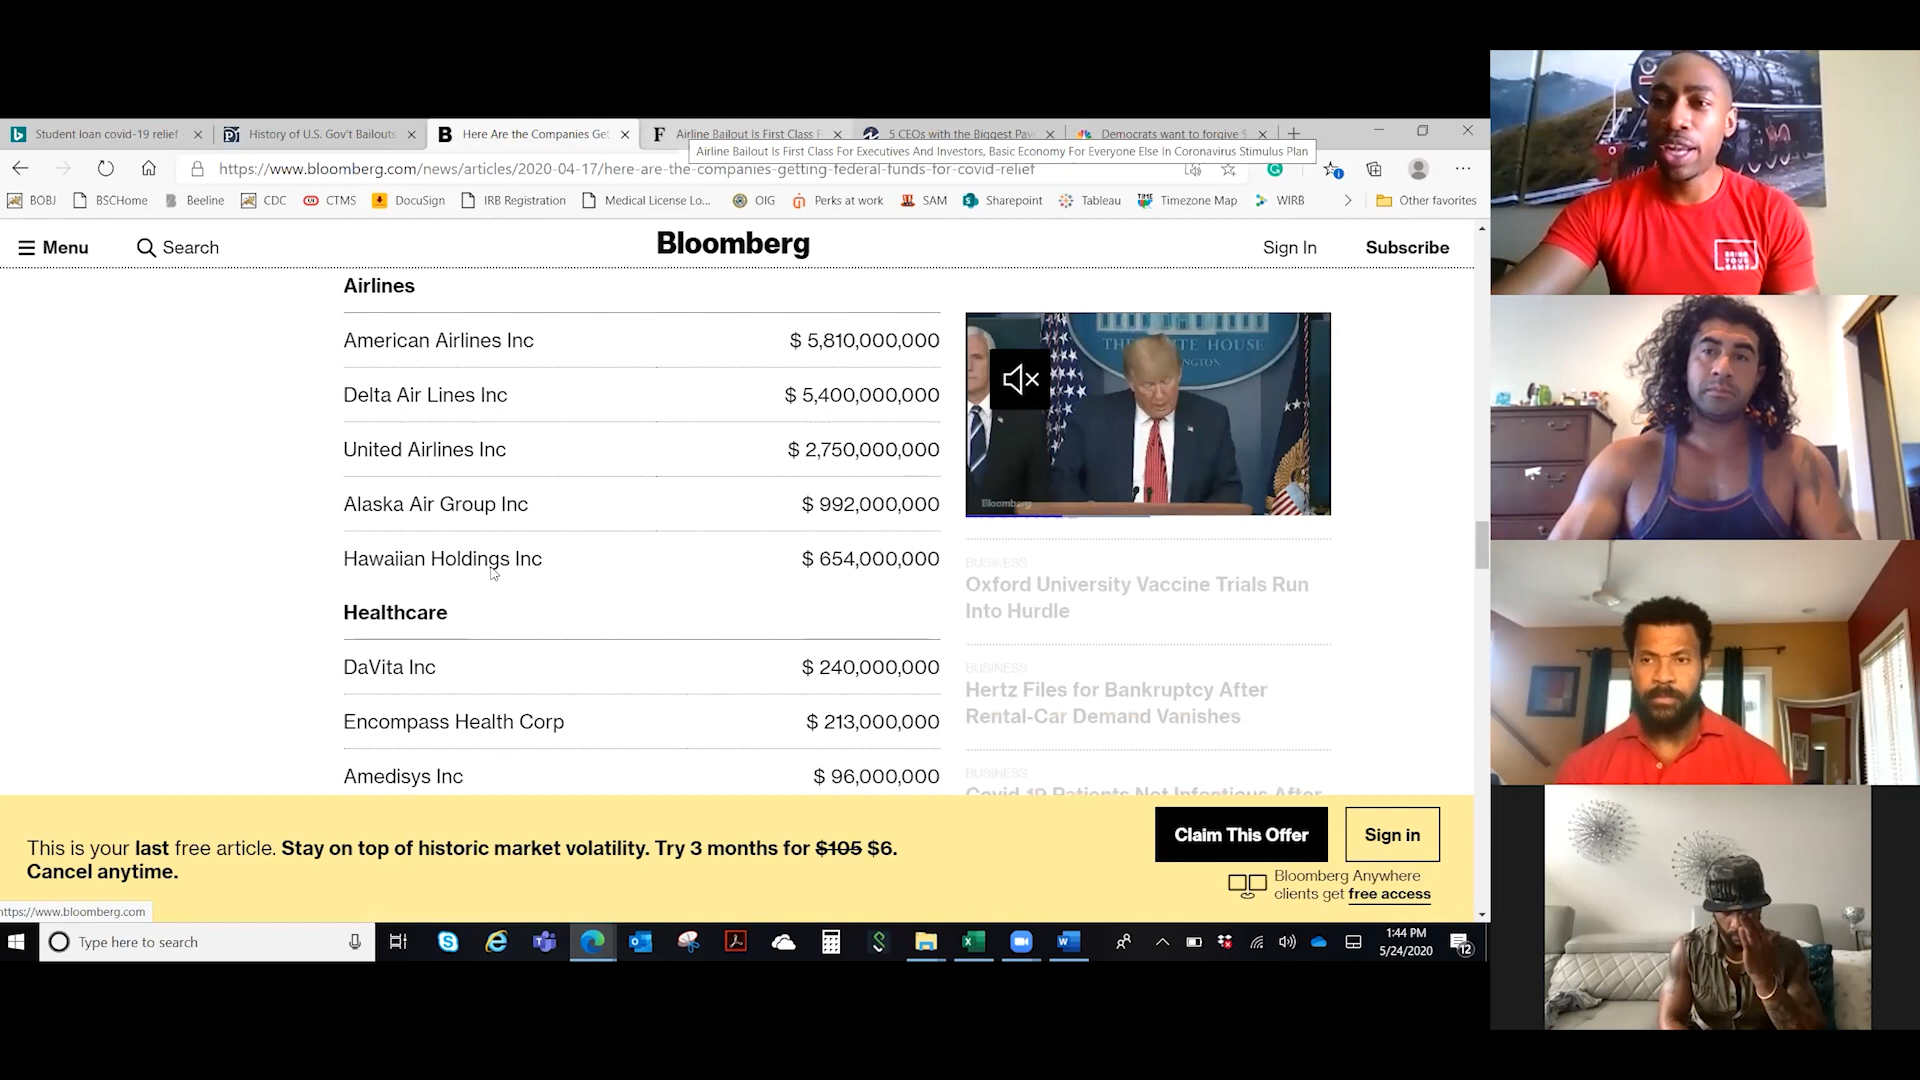 Student loan covid-19 relief
History of U.S. Gov't Bailouts
Here Are the Companies Get
Airline Bailout Is First Class F
5 CEOs with the Biggest Pay
Democrats want to forgive S
Airline Bailout Is First Class For Executives And Investors, Basic Economy For Everyone Else In Coronavirus Stimulus Plan
https://www.bloomberg.com/news/articles/2020-04-17/here-are-the-companies-getting-federal-funds-for-covid-relief
BOBJ BSCHome Beeline CDC CTMS DocuSign IRB Registration Medical License Lo... OIG Perks at work SAM Sharepoint Tableau Timezone Map WIRB Other favorites
Menu Search Bloomberg Sign In Subscribe
Airlines
American Airlines Inc $ 5,810,000,000
Delta Air Lines Inc $ 5,400,000,000
United Airlines Inc $ 2,750,000,000
Alaska Air Group Inc $ 992,000,000
Hawaiian Holdings Inc $ 654,000,000
Healthcare
DaVita Inc $ 240,000,000
Encompass Health Corp $ 213,000,000
Amedisys Inc $ 96,000,000
Bloomberg
BUSINESS
Oxford University Vaccine Trials Run
Into Hurdle
BUSINESS
Hertz Files for Bankruptcy After
Rental-Car Demand Vanishes
BUSINESS
Covid-19 Patients Not Infectious After
This is your last free article. Stay on top of historic market volatility. Try 3 months for $105 $6.
Cancel anytime.
Claim This Offer
Sign in
Bloomberg Anywhere
clients get free access
https://www.bloomberg.com
Type here to search
1:44 PM
5/24/2020
12
BRING
YOUR
GAME